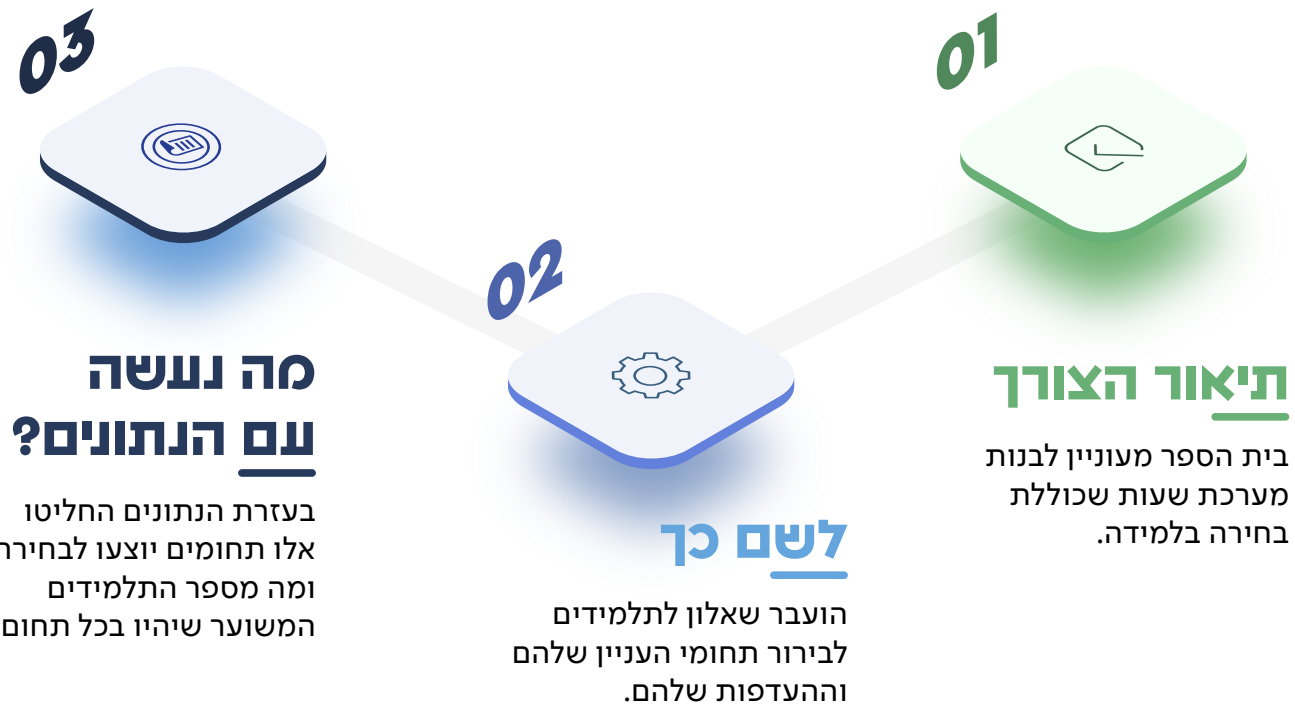 01
תיאור הצורך
בית הספר מעוניין לבנות
מערכת שעות שכוללת
בחירה בלמידה.
02
לשם כך
הועבר שאלון לתלמידים
לבירור תחומי העניין שלהם
וההעדפות שלהם.
03
מה נעשה
עם הנתונים?
בעזרת הנתונים החליטו
אלו תחומים יוצעו לבחירה
ומה מספר התלמידים
המשוער שיהיו בכל תחום